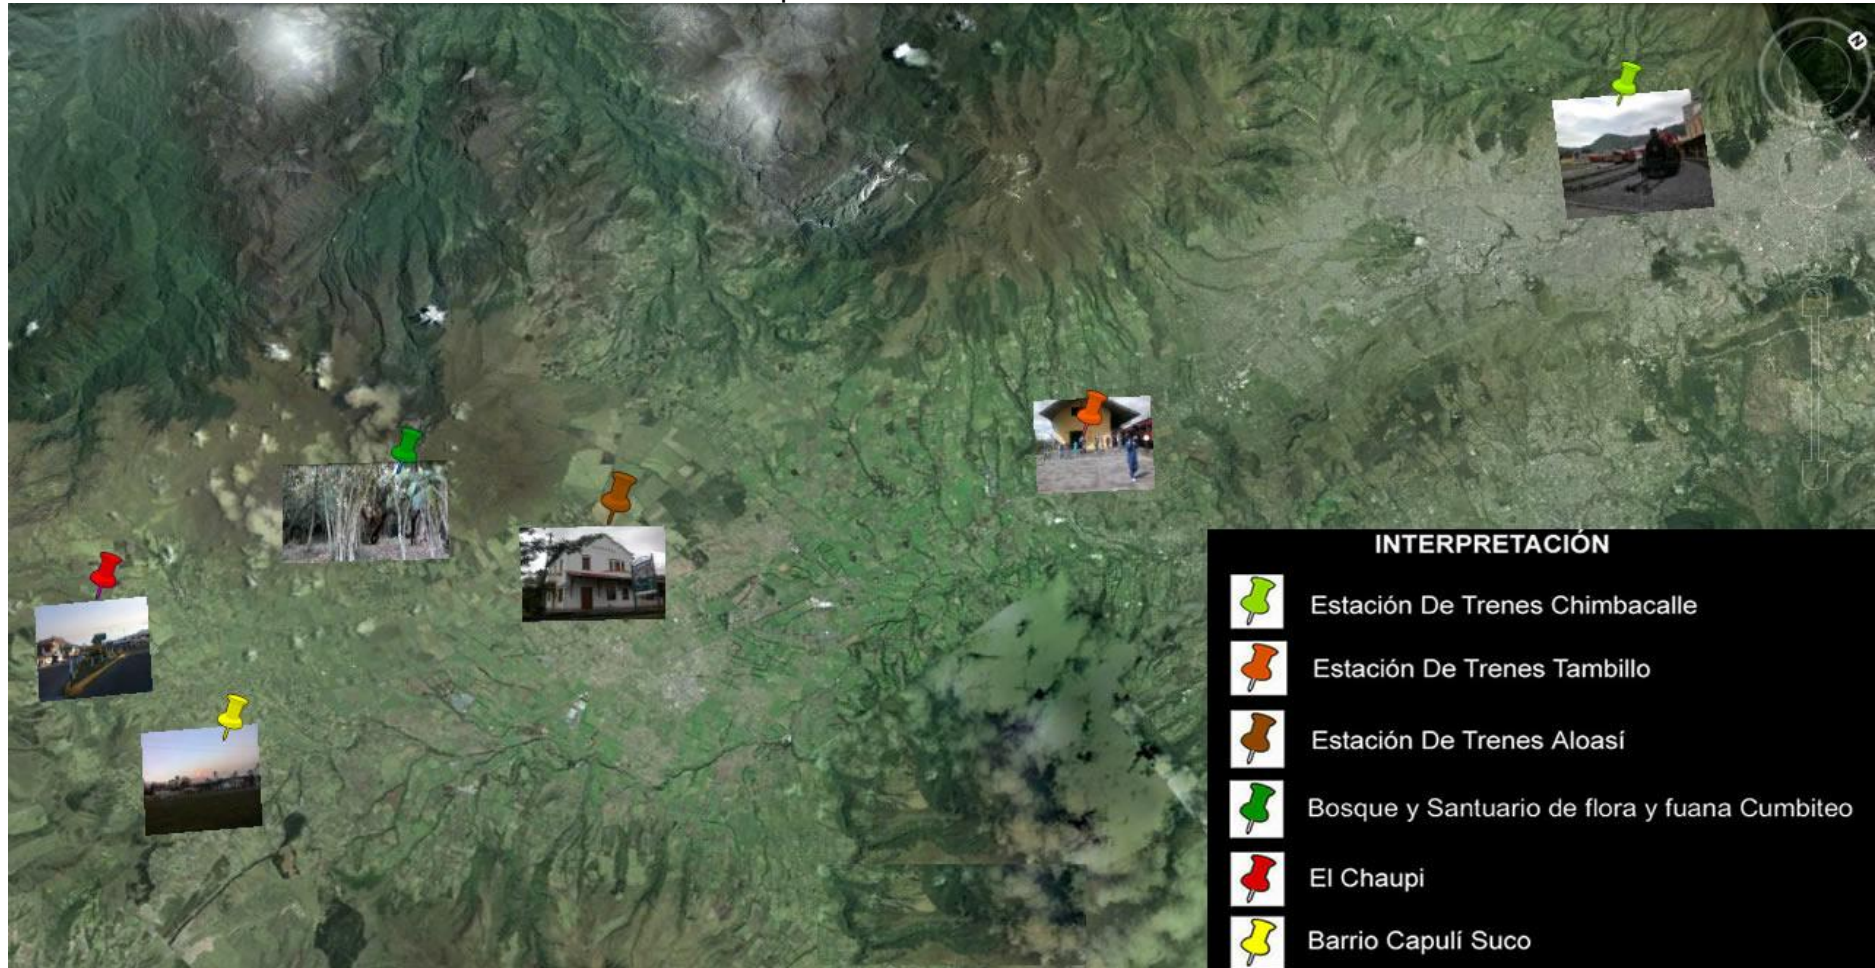 N
INTERPRETACIÓN
Estación De Trenes Chimbacalle
Estación De Trenes Tambillo
Estación De Trenes Aloasí
Bosque y Santuario de flora y fuana Cumbiteo
El Chaupi
Barrio Capulí Suco